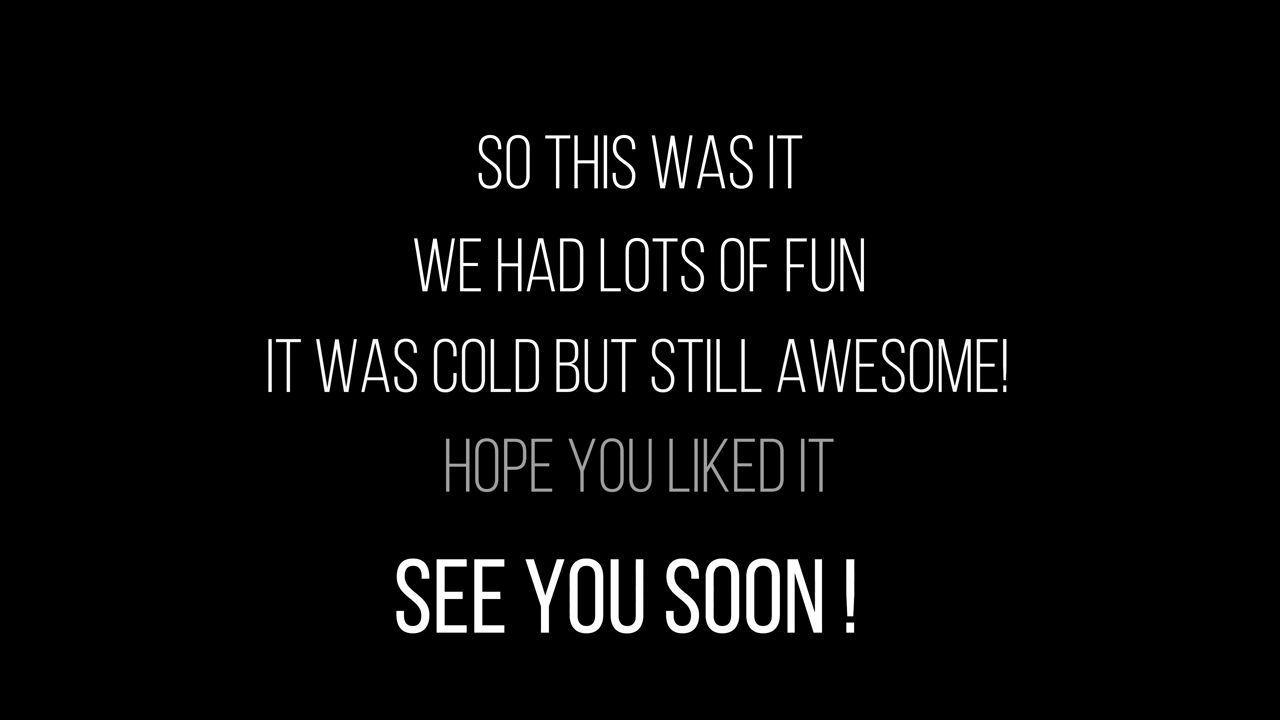 SO THIS WAS IT
WE HAD LOTS OF FUN
IT WAS COLD BUT STILL AWESOME!
HOPE YOU LIKED IT
SEE YOU SOON !